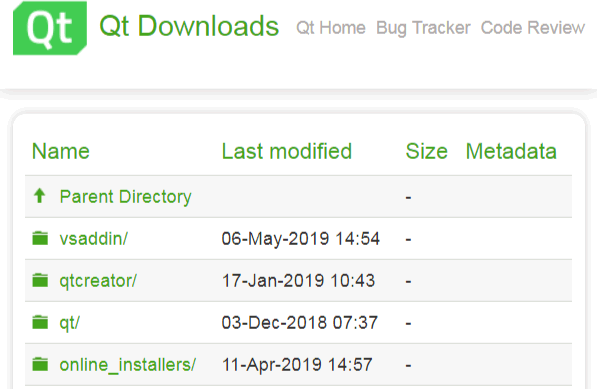 Qt Qt Downloads Qt Home Bug Tracker Code Review
Name Last modified Size Metadata
Parent Directory -
vsaddin/ 06-May-2019 14:54 -
qtcreator/ 17-Jan-2019 10:43 -
qt/ 03-Dec-2018 07:37 -
online_installers/ 11-Apr-2019 14:57 -